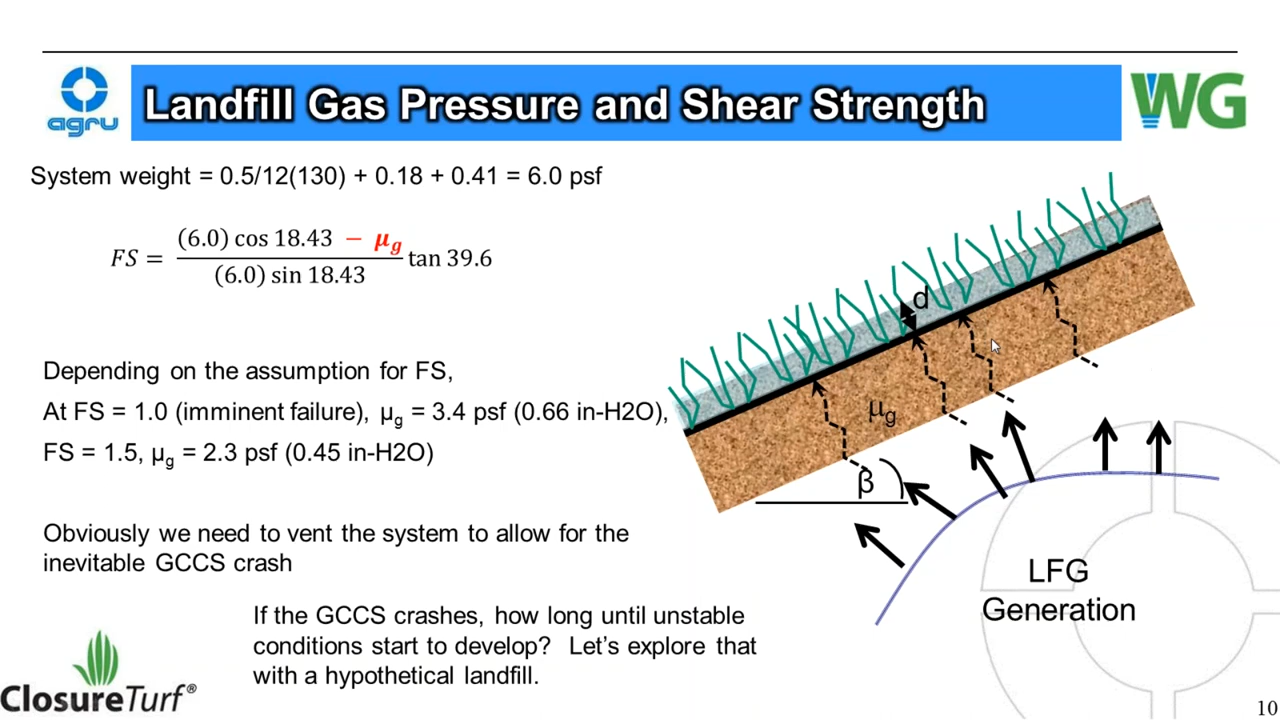 agru
Landfill Gas Pressure and Shear Strength
WG
System weight = 0.5/12(130) + 0.18 + 0.41 = 6.0 psf
FS = (6.0) cos 18.43 − μg / (6.0) sin 18.43 tan 39.6
Depending on the assumption for FS,
At FS = 1.0 (imminent failure), μg = 3.4 psf (0.66 in-H2O),
FS = 1.5, μg = 2.3 psf (0.45 in-H2O)
Obviously we need to vent the system to allow for the
inevitable GCCS crash
If the GCCS crashes, how long until unstable
conditions start to develop? Let's explore that
with a hypothetical landfill.
d
μg
β
LFG
Generation
ClosureTurf®
10